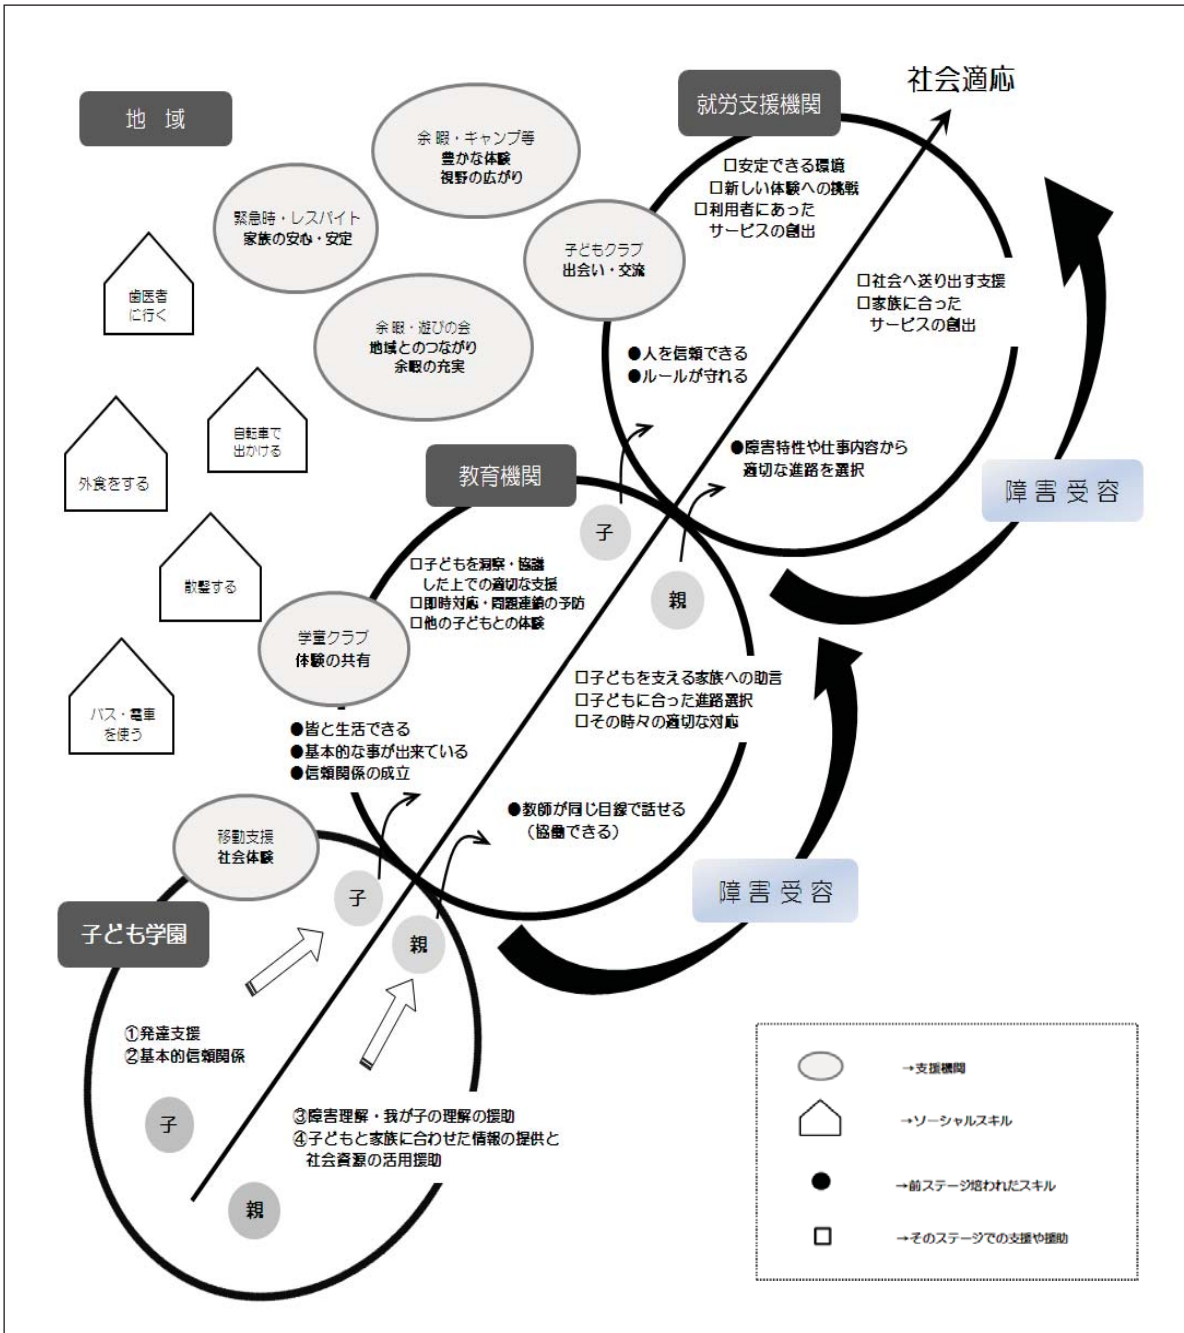 社会適応
就労支援機関
地 域
余暇・キャンプ等
豊かな体験
視野の広がり
緊急時・レスパイト
家族の安心・安定
子どもクラブ
出会い・交流
□安定できる環境
□新しい体験への挑戦
□利用者にあった
サービスの創出
□社会へ送り出す支援
□家族に合った
サービスの創出
歯医者
に行く
余暇・遊びの会
地域とのつながり
余暇の充実
●人を信頼できる
●ルールが守れる
自転車で
出かける
外食をする
●障害特性や仕事内容から
適切な進路を選択
教育機関
障害受容
子
親
□子どもを洞察・協議
した上での適切な支援
□即時対応・問題連鎖の予防
□他の子どもとの体験
散髪する
学童クラブ
体験の共有
□子どもを支える家族への助言
□子どもに合った進路選択
□その時々の適切な対応
バス・電車
を使う
●皆と生活できる
●基本的な事が出来ている
●信頼関係の成立
●教師が同じ目線で話せる
（協働できる）
移動支援
社会体験
障害受容
子
親
子ども学園
①発達支援
②基本的信頼関係
子
③障害理解・我が子の理解の援助
④子どもと家族に合わせた情報の提供と
社会資源の活用援助
親
→支援機関
→ソーシャルスキル
→前ステージ培われたスキル
→そのステージでの支援や援助